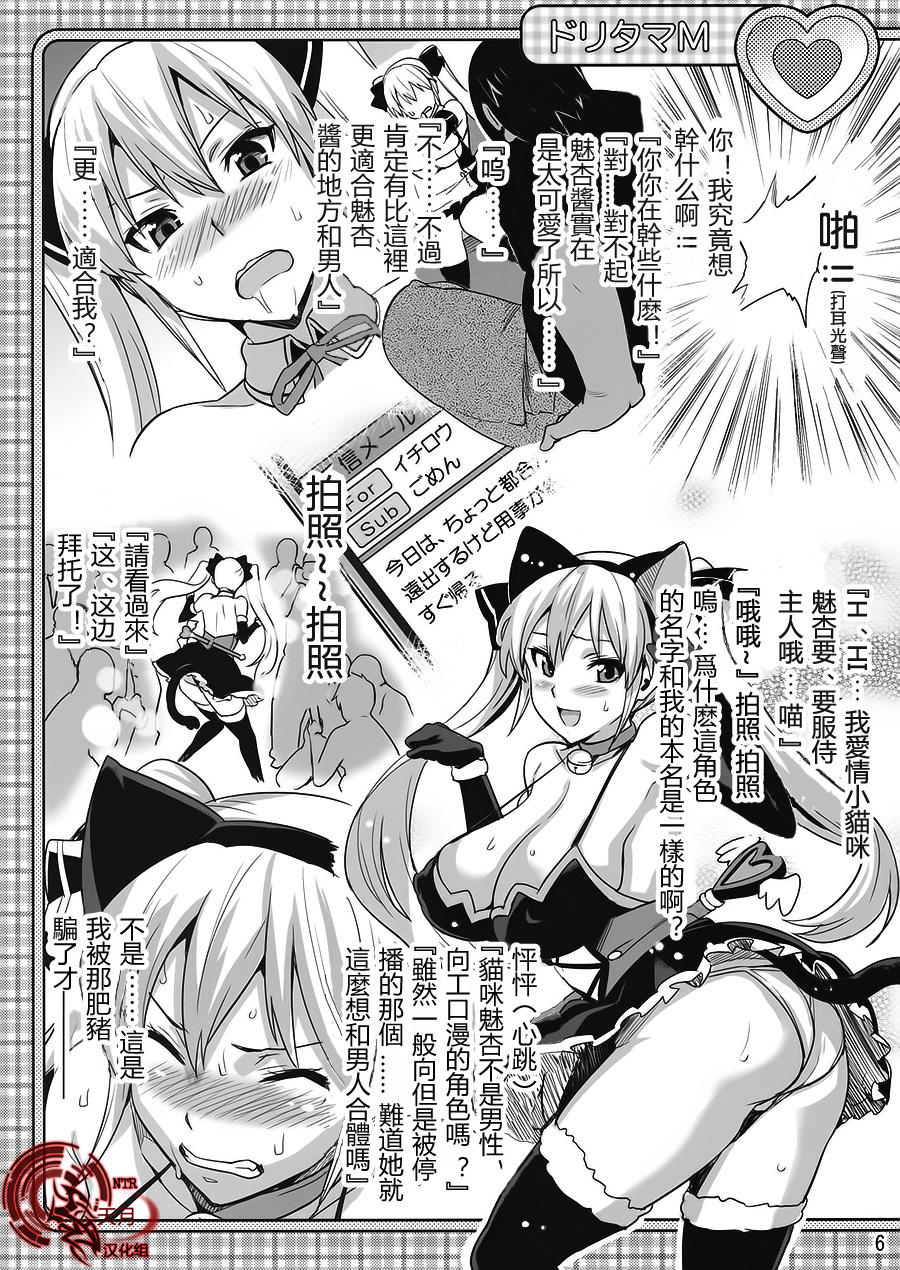 ドリタマM
啪!!
(打耳光聲)
你！我究竟想
幹什么啊!!
『你你在幹些什麽！』
『對……對不起
魅杏醬實在
是太可愛了所以……』
『呜……』
『不……不過
肯定有比這裡
更適合魅杏
醬的地方和男人』
『更……適合我？』
信メール
For イチロウ
Sub ごめん
今日は、ちょっと都合
遠出するけど用事が
すぐ帰
『エ、エ…我愛情小貓咪、
魅杏要、要服侍
主人哦…喵』
『哦哦~』拍照 拍照
嗚……爲什麽這角色
的名字和我的本名是一樣的啊？
拍照~~拍照
『請看過來』
『这、这边
拜托了！』
怦怦(心跳)
『貓咪魅杏不是男性、
向工口漫的角色嗎？』
『雖然一般向但是被停
播的那個……難道她就
這麼想和男人合體嗎』
不是……這是
我被那肥豬
騙了才——
NTR
天月
汉化组
6